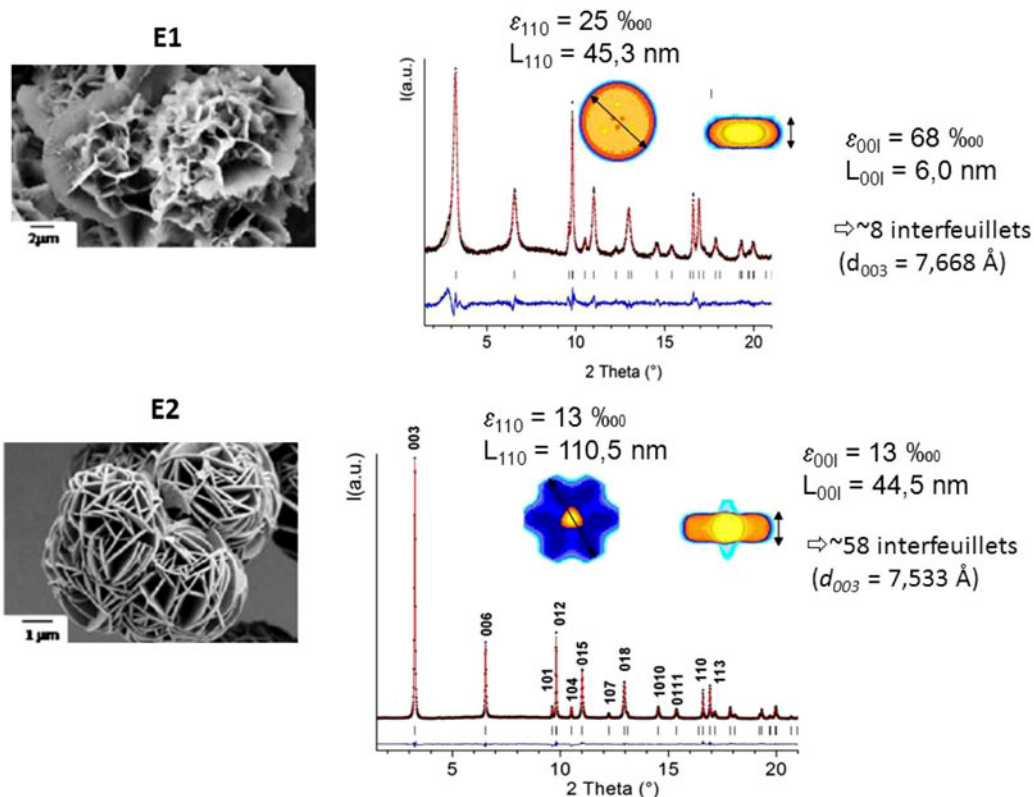 E1
2µm
ε110 = 25 ‱
L110 = 45,3 nm
I(a.u.)
5 10 15 20
2 Theta (°)
ε00l = 68 ‱
L00l = 6,0 nm
⇨~8 interfeuillets
(d003 = 7,668 Å)
E2
1 µm
ε110 = 13 ‱
L110 = 110,5 nm
I(a.u.)
003
006
101
012
104
015
107
018
1010
0111
110
113
5 10 15 20
2 Theta (°)
ε00l = 13 ‱
L00l = 44,5 nm
⇨~58 interfeuillets
(d003 = 7,533 Å)